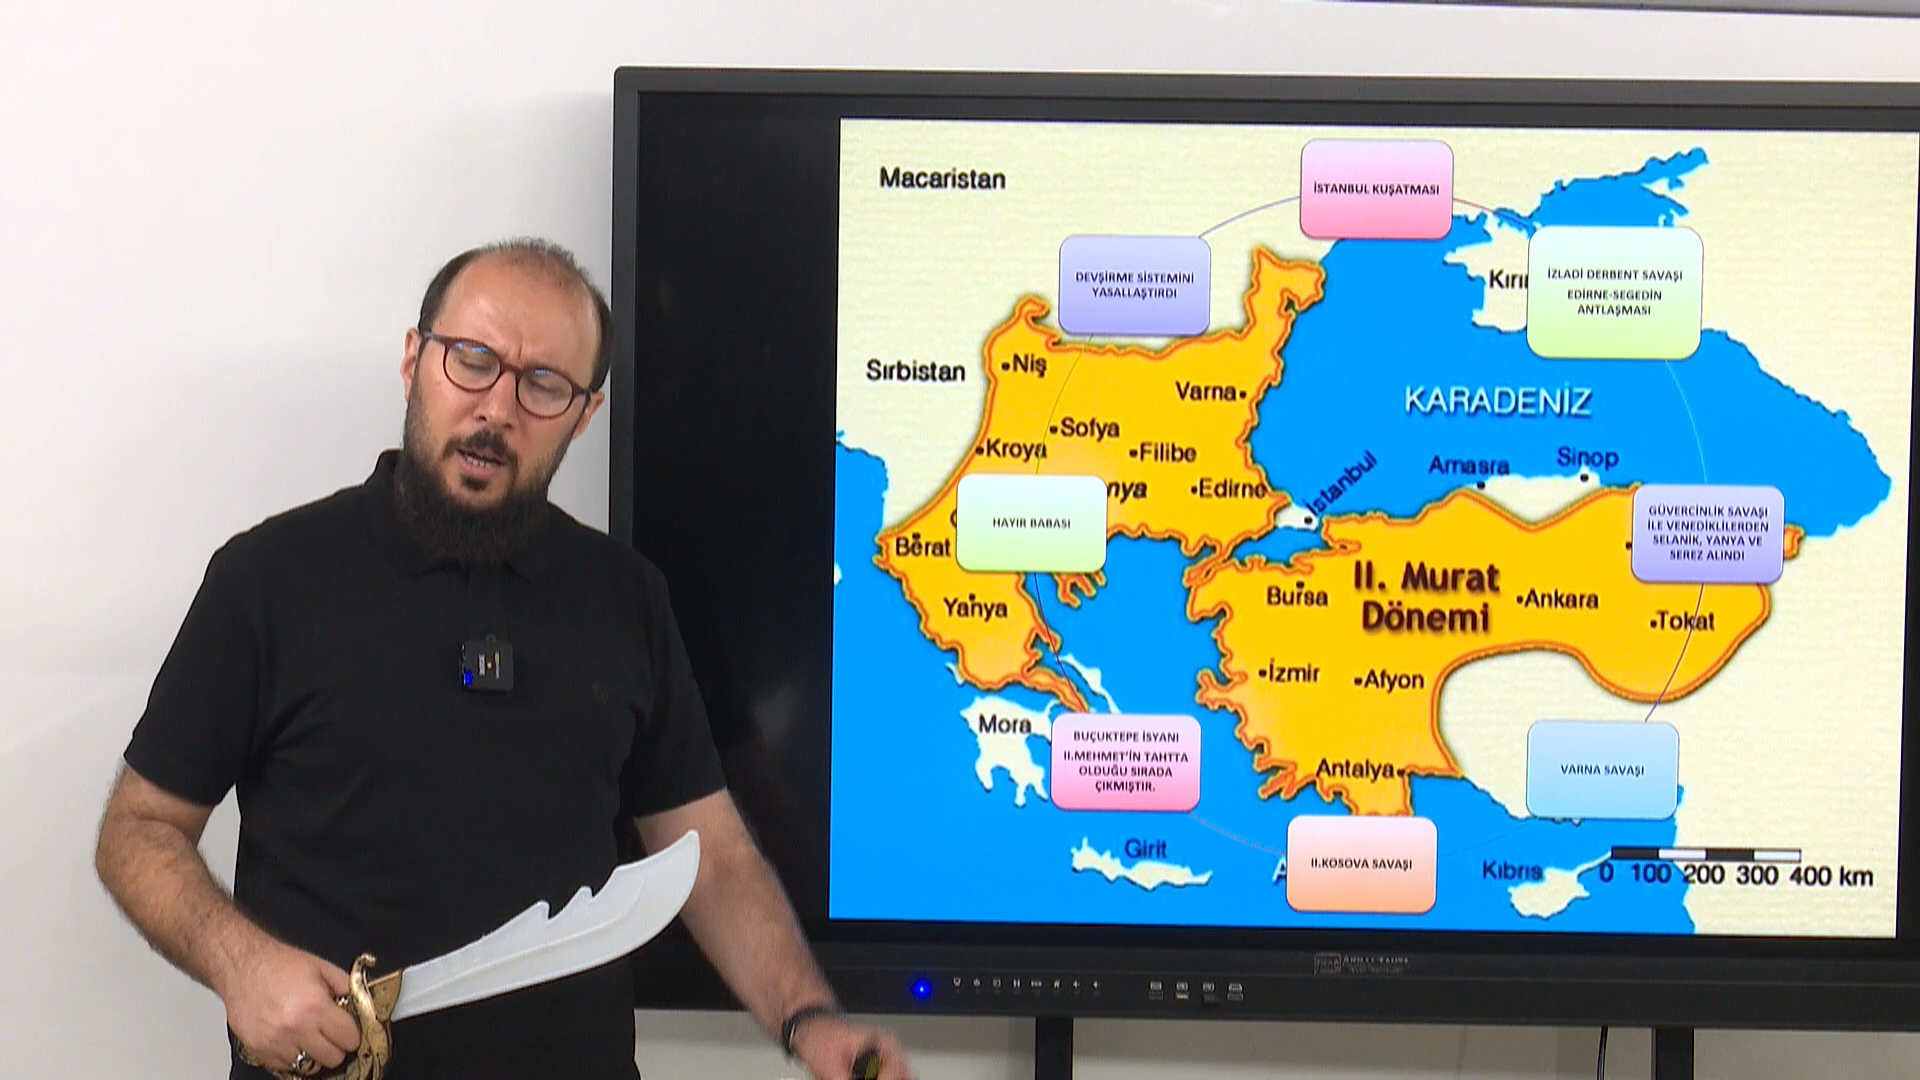 Macaristan
İSTANBUL KUŞATMASI
DEVŞİRME SİSTEMİNİ
YASALLAŞTIRDI
İZLADİ DERBENT SAVAŞI
EDİRNE-SEGEDİN
ANTLAŞMASI
Sırbistan
Niş
Varna
KARADENİZ
Sofya
Kroya
Filibe
Edirne
İstanbul
Amasra
Sinop
HAYIR BABASI
GÜVERCİNLİK SAVAŞI
İLE VENEDİKLİLERDEN
SELANİK, YANYA VE
SEREZ ALINDI
Berat
Yanya
Bursa
II. Murat
Dönemi
Ankara
Tokat
İzmir
Afyon
Mora
BUÇUKTEPE İSYANI
II.MEHMET'İN TAHTTA
OLDUĞU SIRADA
ÇIKMIŞTIR.
Antalya
VARNA SAVAŞI
Girit
II.KOSOVA SAVAŞI
Kıbrıs
0 100 200 300 400 km